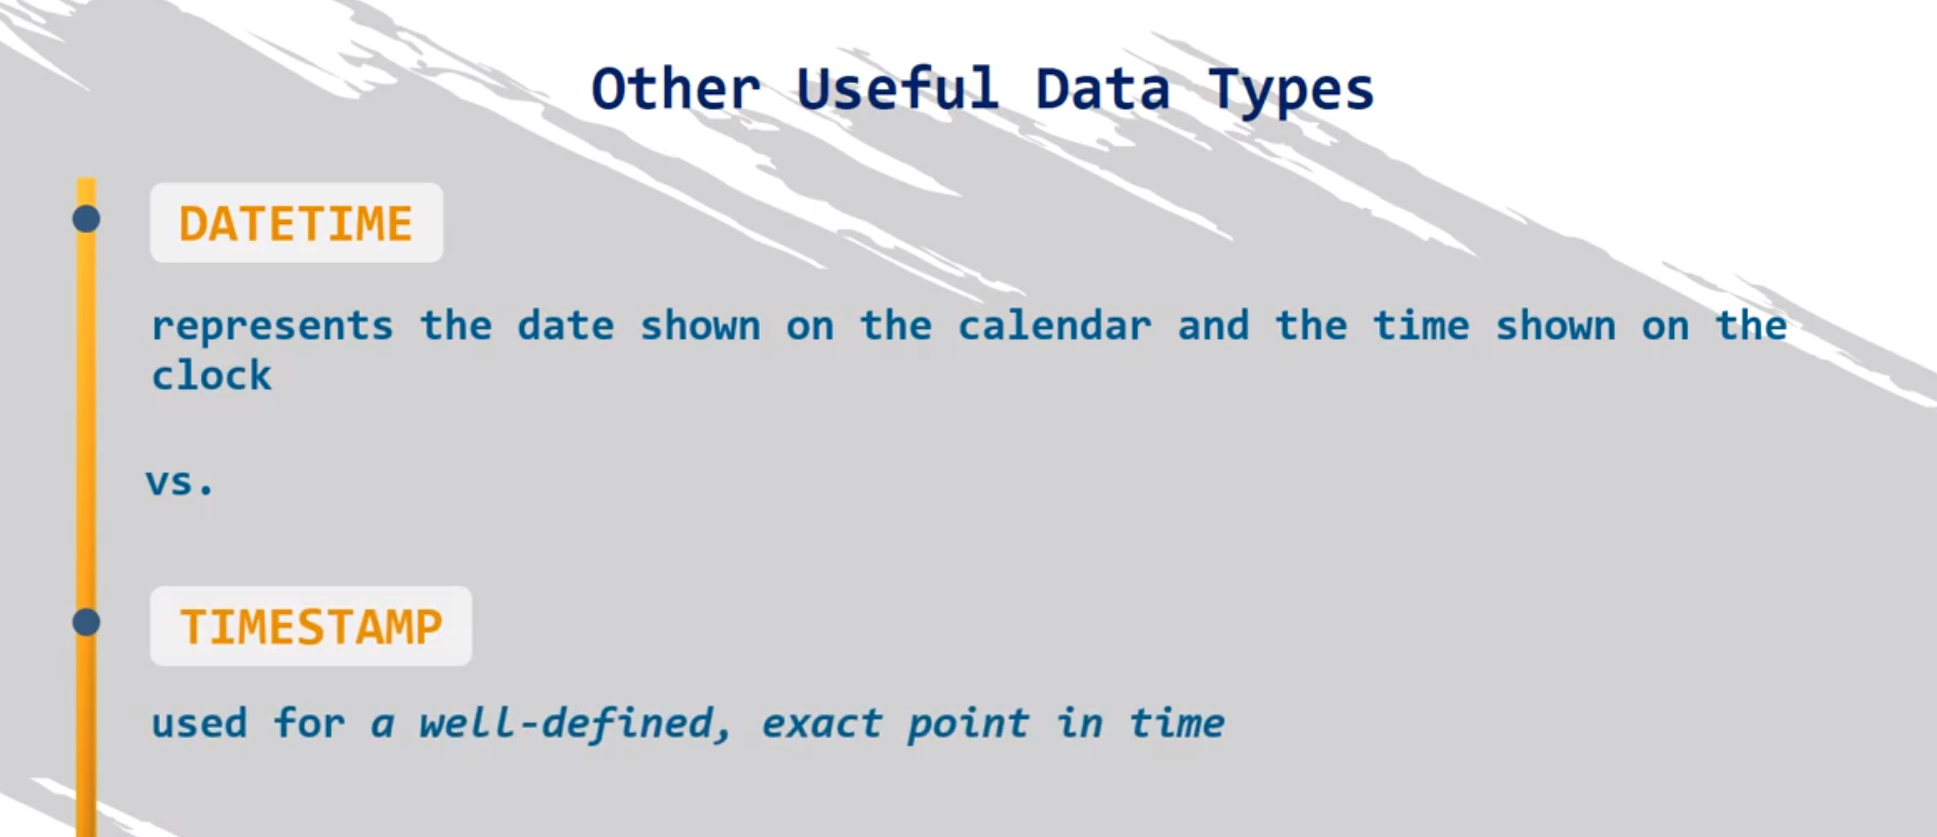 Other Useful Data Types
DATETIME
represents the date shown on the calendar and the time shown on the
clock
vs.
TIMESTAMP
used for a well-defined, exact point in time